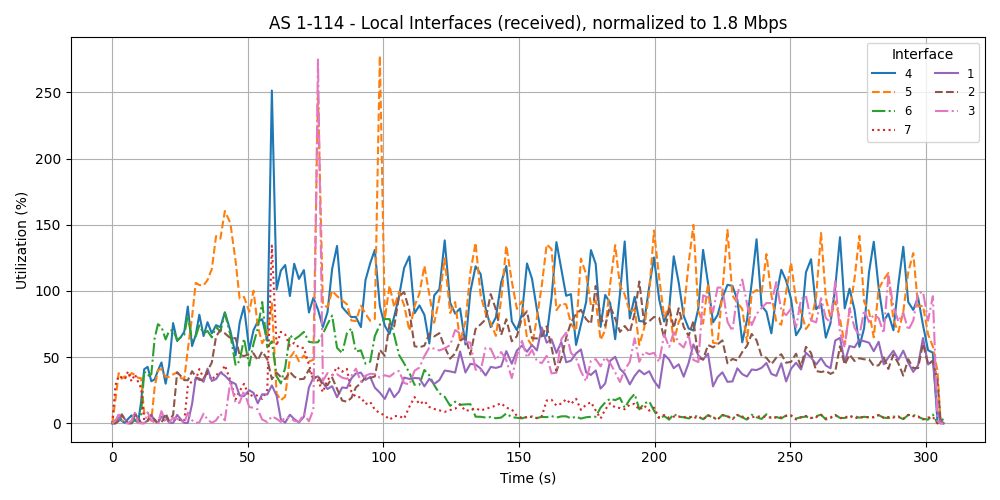 AS 1-114 - Local Interfaces (received), normalized to 1.8 Mbps
Utilization (%)
250
200
150
100
50
0
0 50 100 150 200 250 300
Time (s)
Interface
4 1
5 2
6 3
7